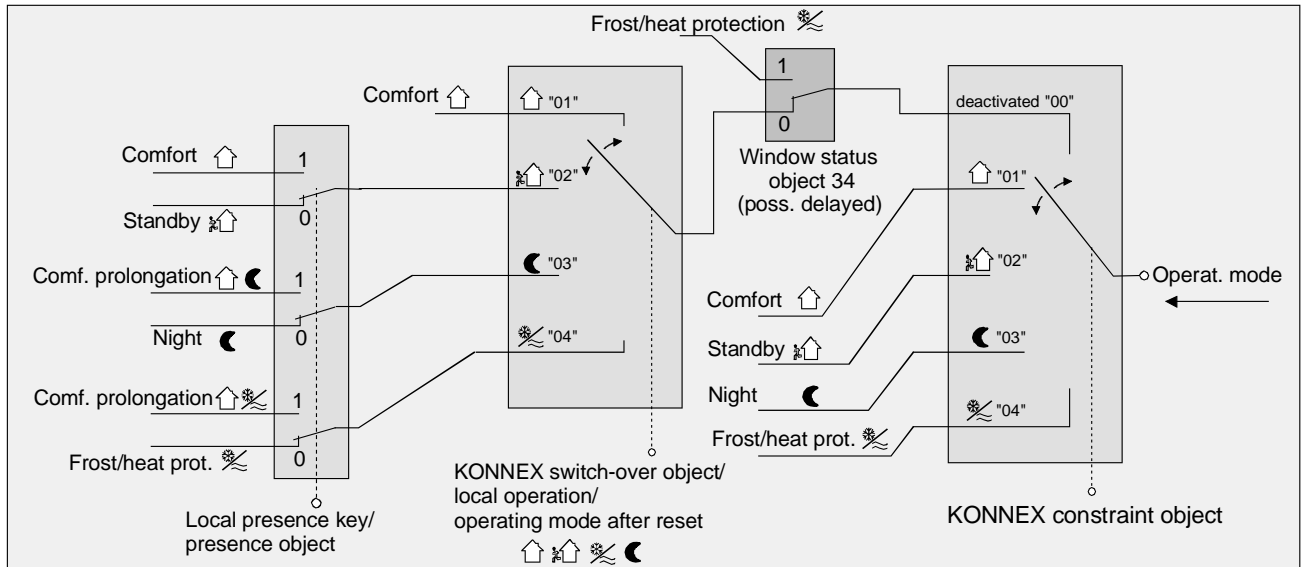 Frost/heat protection
1
0
Window status
object 34
(poss. delayed)
Comfort
"01"
"02"
"03"
"04"
Comfort
1
Standby
0
Comf. prolongation
1
Night
0
Comf. prolongation
1
Frost/heat prot.
0
Local presence key/
presence object
KONNEX switch-over object/
local operation/
operating mode after reset
deactivated "00"
"01"
"02"
"03"
"04"
Comfort
Standby
Night
Frost/heat prot.
Operat. mode
KONNEX constraint object